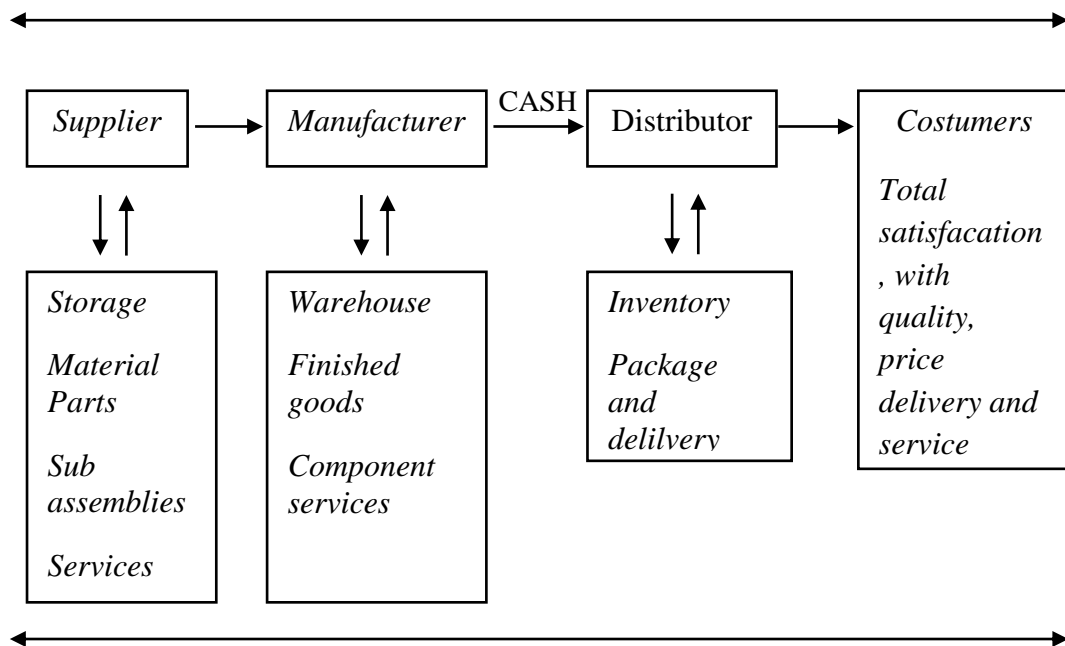 Supplier
Manufacturer
CASH
Distributor
Costumers
Total
satisfacation
, with
quality,
price
delivery and
service
Storage
Material
Parts
Sub
assemblies
Services
Warehouse
Finished
goods
Component
services
Inventory
Package
and
delilvery